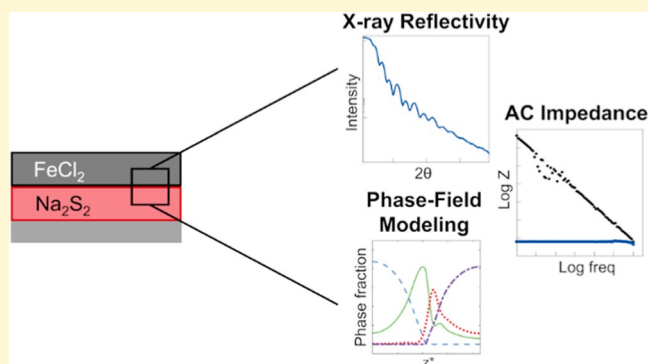 X-ray Reflectivity
Intensity
2θ
FeCl₂
Na₂S₂
AC Impedance
Log Z
Log freq
Phase-Field
Modeling
Phase fraction
z*